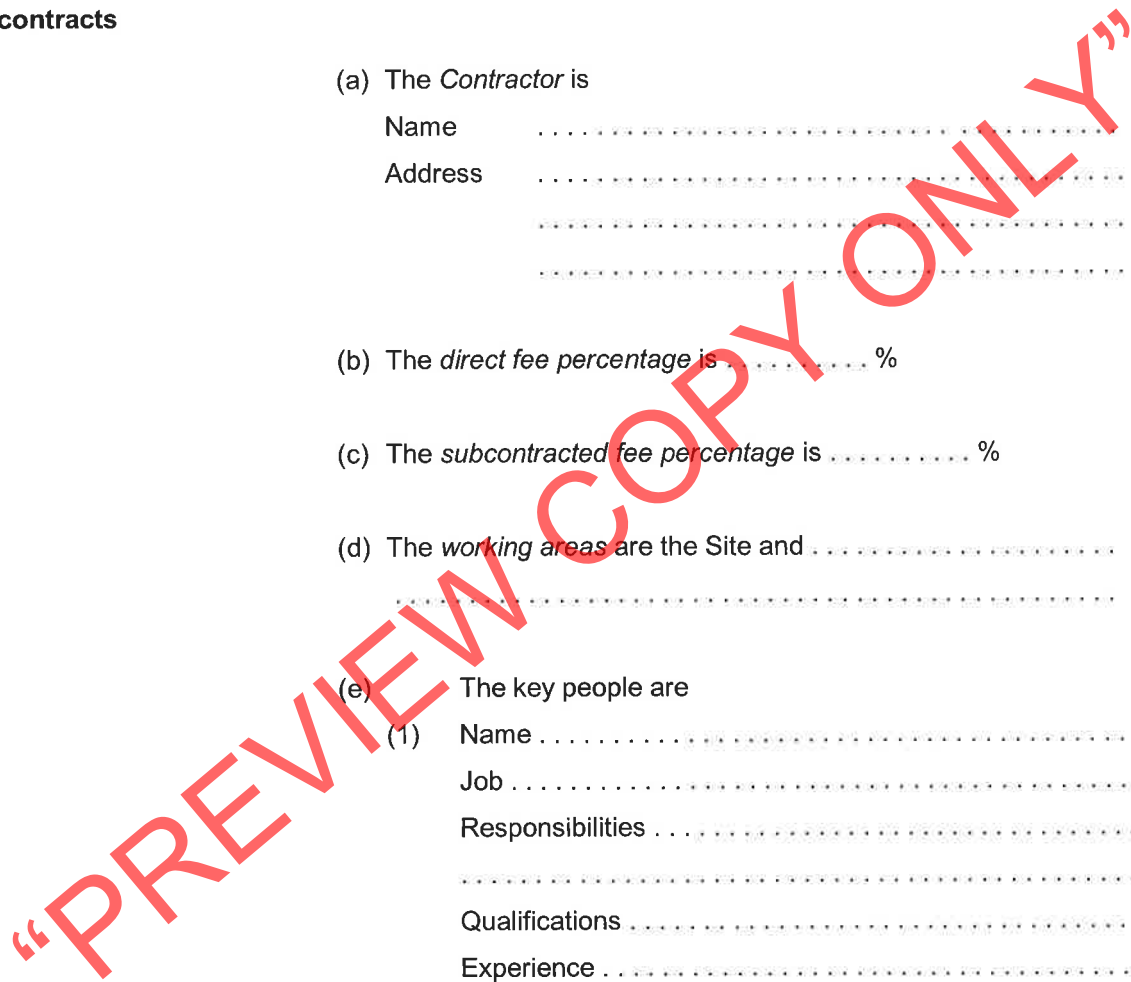 contracts
(a) The Contractor is
Name . . . . . . . . . . . . . . . . . . . . . . . . . . . . . . . . . . . . . . .
Address . . . . . . . . . . . . . . . . . . . . . . . . . . . . . . . . . . . . . . .
. . . . . . . . . . . . . . . . . . . . . . . . . . . . . . . . . . . . . . .
. . . . . . . . . . . . . . . . . . . . . . . . . . . . . . . . . . . . . . .
(b) The direct fee percentage is . . . . . . . . . . %
(c) The subcontracted fee percentage is . . . . . . . . . . %
(d) The working areas are the Site and . . . . . . . . . . . . . . . . . . . .
. . . . . . . . . . . . . . . . . . . . . . . . . . . . . . . . . . . . . . . . . . . . . . . .
(e) The key people are
(1) Name . . . . . . . . . . . . . . . . . . . . . . . . . . . . . . . . . . . . . . .
Job . . . . . . . . . . . . . . . . . . . . . . . . . . . . . . . . . . . . . . . . .
Responsibilities . . . . . . . . . . . . . . . . . . . . . . . . . . . . . . . .
. . . . . . . . . . . . . . . . . . . . . . . . . . . . . . . . . . . . . . . . . . . .
Qualifications . . . . . . . . . . . . . . . . . . . . . . . . . . . . . . . . .
Experience . . . . . . . . . . . . . . . . . . . . . . . . . . . . . . . . . . .
“PREVIEW COPY ONLY”